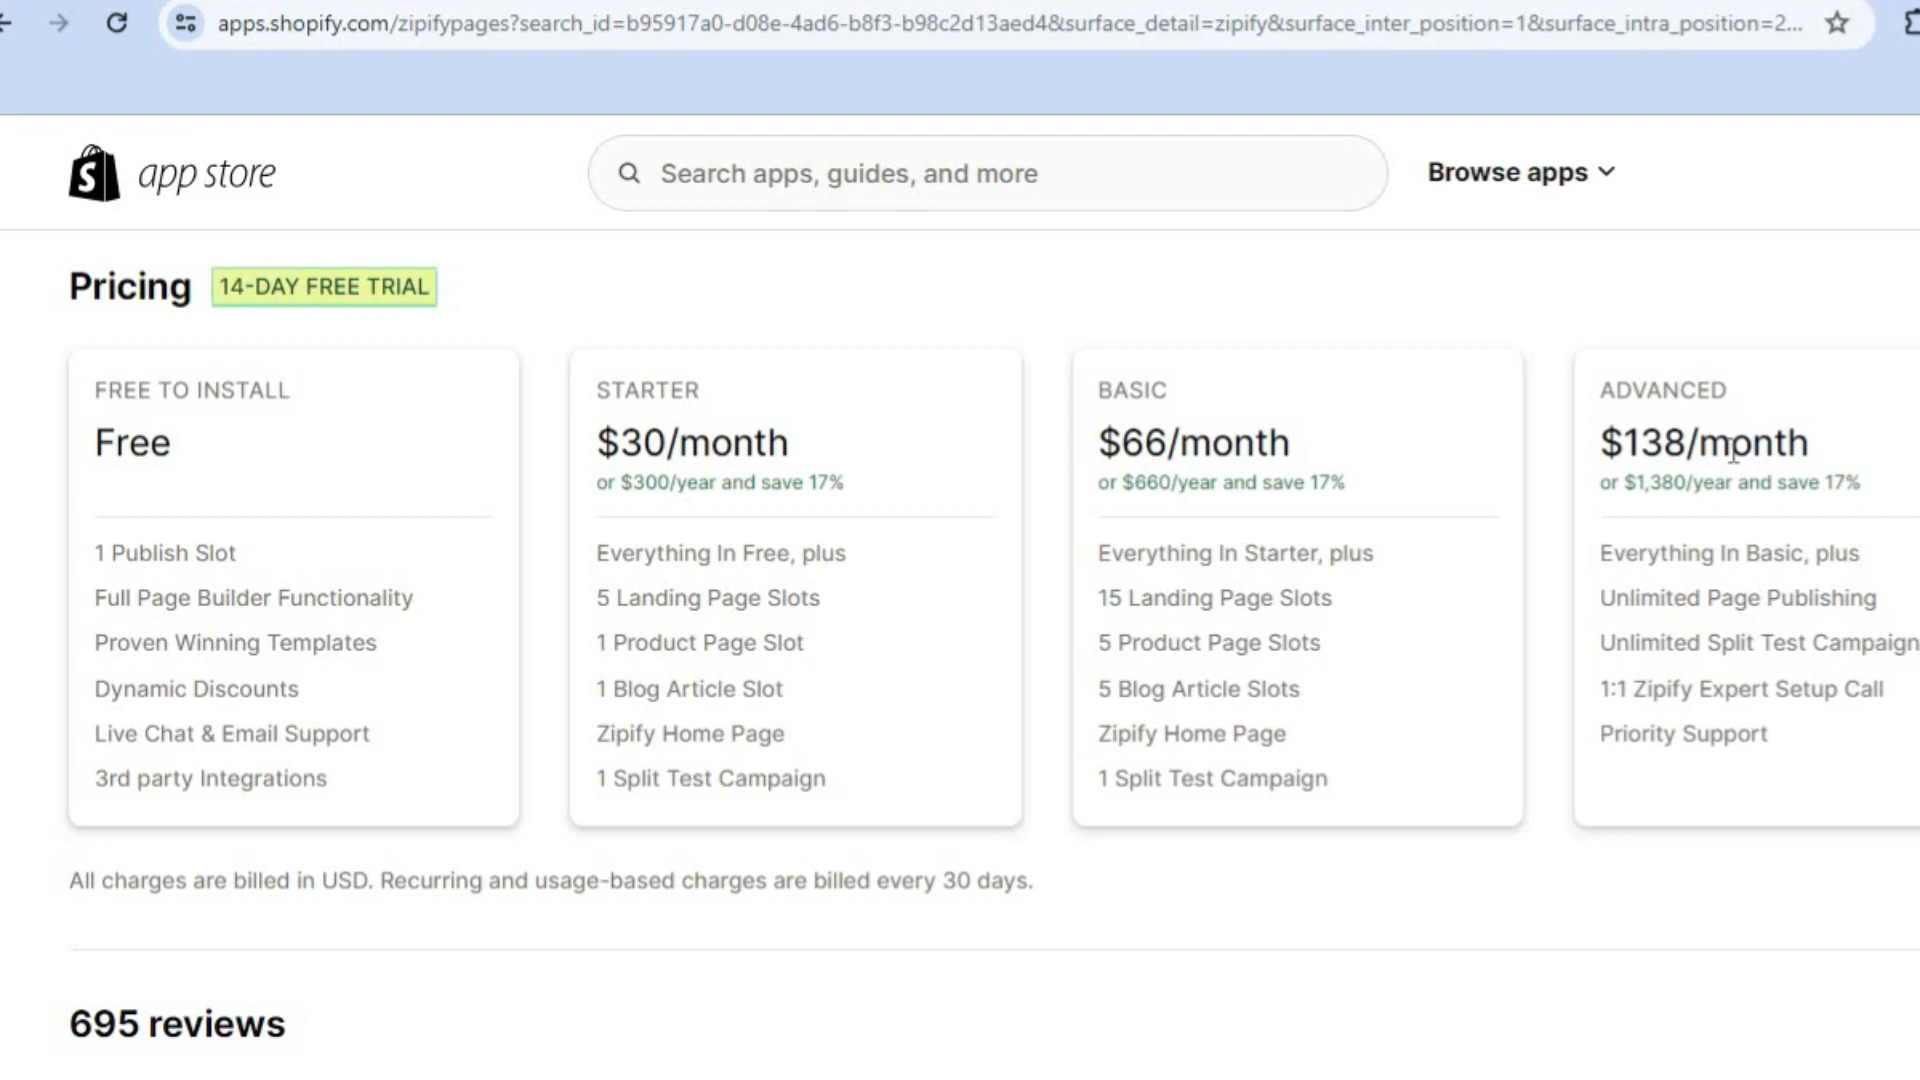 apps.shopify.com/zipifypages?search_id=b95917a0-d08e-4ad6-b8f3-b98c2d13aed4&surface_detail=zipify&surface_inter_position=1&surface_intra_position=2...
app store
Search apps, guides, and more
Browse apps
Pricing
14-DAY FREE TRIAL
FREE TO INSTALL
Free
1 Publish Slot
Full Page Builder Functionality
Proven Winning Templates
Dynamic Discounts
Live Chat & Email Support
3rd party Integrations
STARTER
$30/month
or $300/year and save 17%
Everything In Free, plus
5 Landing Page Slots
1 Product Page Slot
1 Blog Article Slot
Zipify Home Page
1 Split Test Campaign
BASIC
$66/month
or $660/year and save 17%
Everything In Starter, plus
15 Landing Page Slots
5 Product Page Slots
5 Blog Article Slots
Zipify Home Page
1 Split Test Campaign
ADVANCED
$138/month
or $1,380/year and save 17%
Everything In Basic, plus
Unlimited Page Publishing
Unlimited Split Test Campaign
1:1 Zipify Expert Setup Call
Priority Support
All charges are billed in USD. Recurring and usage-based charges are billed every 30 days.
695 reviews